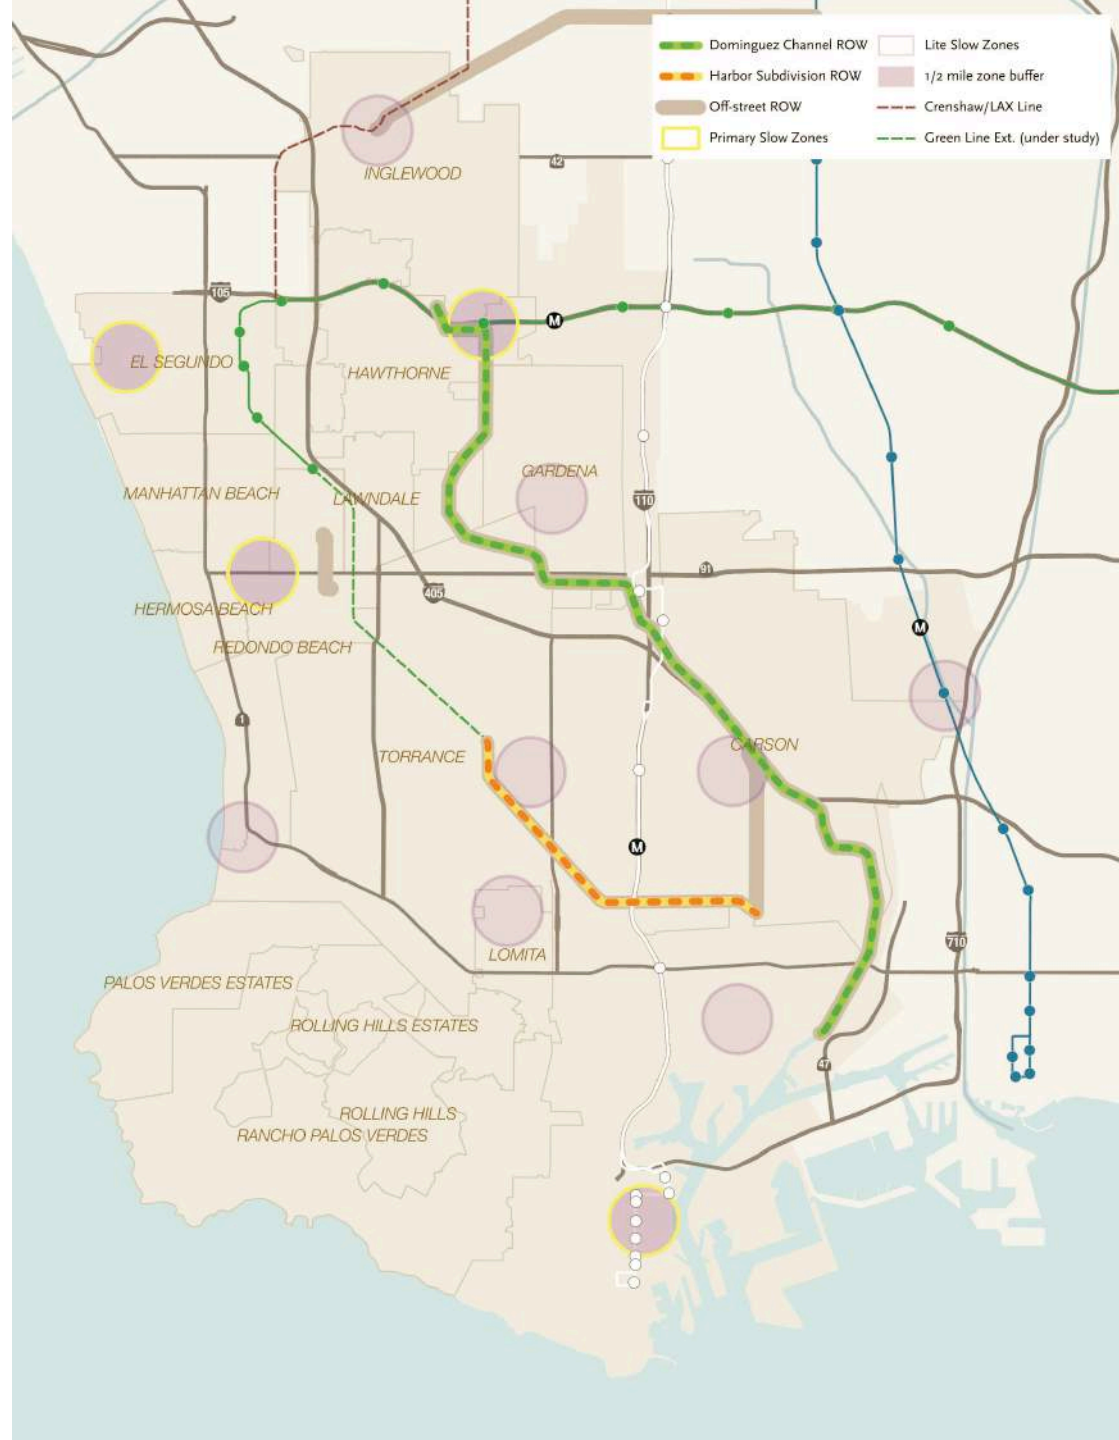 Dominguez Channel ROW
Lite Slow Zones
Harbor Subdivision ROW
1/2 mile zone buffer
Off-street ROW
Crenshaw/LAX Line
Primary Slow Zones
Green Line Ext. (under study)
42
INGLEWOOD
105
M
EL SEGUNDO
HAWTHORNE
GARDENA
MANHATTAN BEACH
LAWNDALE
110
91
405
HERMOSA BEACH
M
REDONDO BEACH
1
CARSON
TORRANCE
M
710
LOMITA
PALOS VERDES ESTATES
ROLLING HILLS ESTATES
47
ROLLING HILLS
RANCHO PALOS VERDES